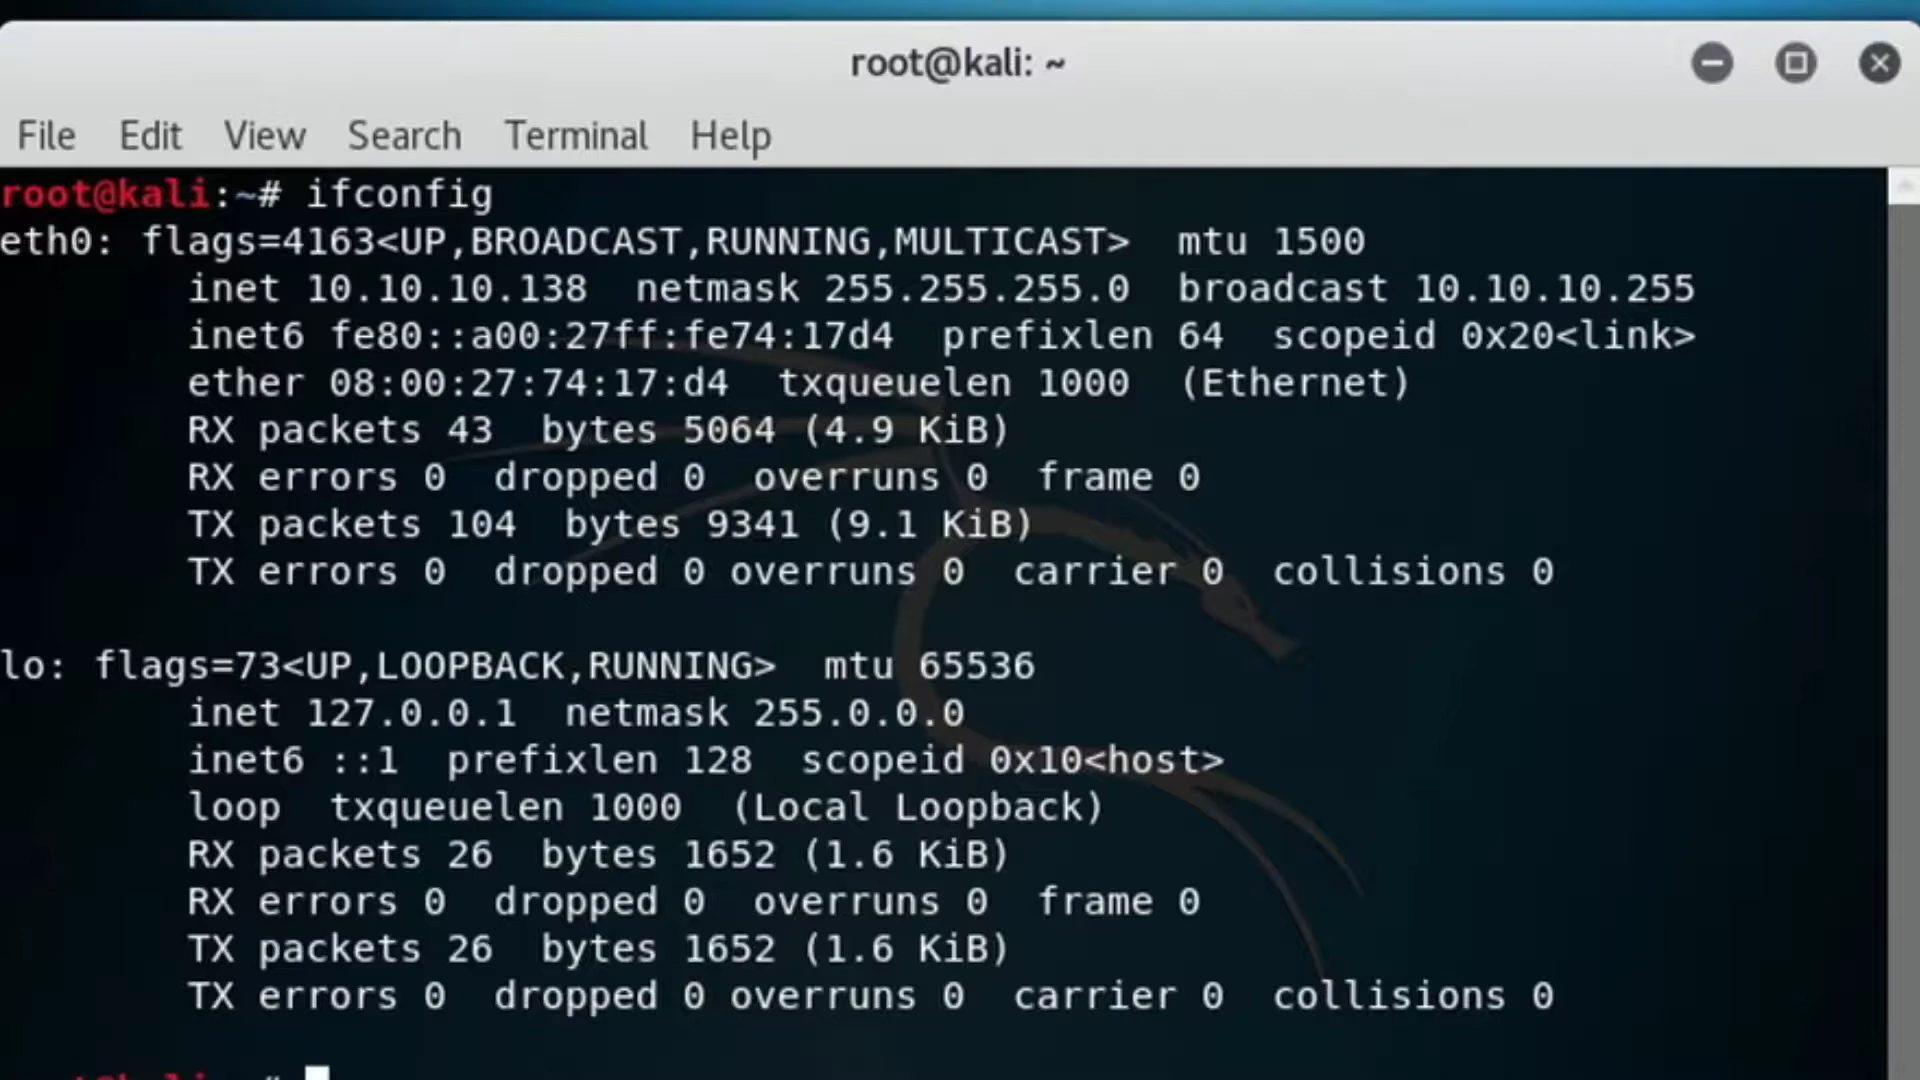 root@kali: ~
File Edit View Search Terminal Help
root@kali:~# ifconfig
eth0: flags=4163<UP,BROADCAST,RUNNING,MULTICAST>  mtu 1500
        inet 10.10.10.138  netmask 255.255.255.0  broadcast 10.10.10.255
        inet6 fe80::a00:27ff:fe74:17d4  prefixlen 64  scopeid 0x20<link>
        ether 08:00:27:74:17:d4  txqueuelen 1000  (Ethernet)
        RX packets 43  bytes 5064 (4.9 KiB)
        RX errors 0  dropped 0  overruns 0  frame 0
        TX packets 104  bytes 9341 (9.1 KiB)
        TX errors 0  dropped 0 overruns 0  carrier 0  collisions 0
lo: flags=73<UP,LOOPBACK,RUNNING>  mtu 65536
        inet 127.0.0.1  netmask 255.0.0.0
        inet6 ::1  prefixlen 128  scopeid 0x10<host>
        loop  txqueuelen 1000  (Local Loopback)
        RX packets 26  bytes 1652 (1.6 KiB)
        RX errors 0  dropped 0  overruns 0  frame 0
        TX packets 26  bytes 1652 (1.6 KiB)
        TX errors 0  dropped 0 overruns 0  carrier 0  collisions 0